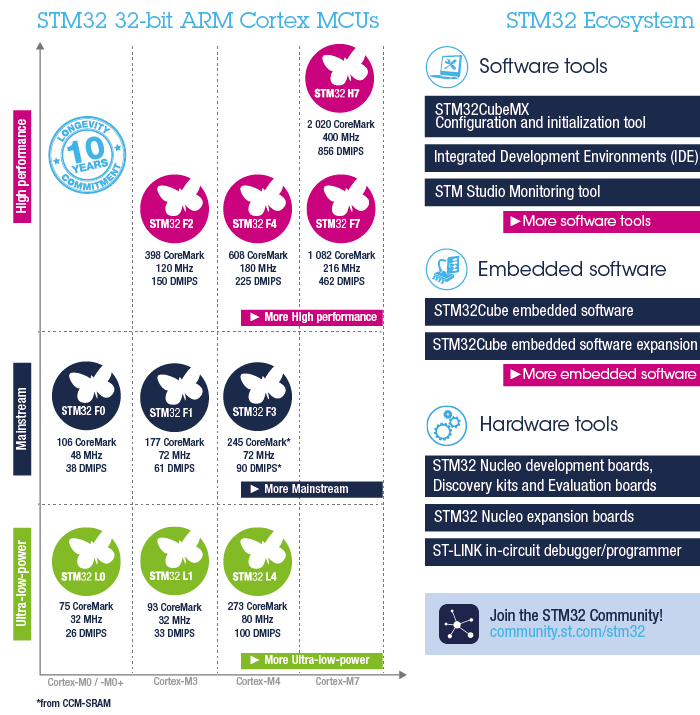 STM32 32-bit ARM Cortex MCUs
High performance
LONGEVITY
10
YEARS
COMMITMENT
STM32 H7
2 020 CoreMark
400 MHz
856 DMIPS
STM32 F2
398 CoreMark
120 MHz
150 DMIPS
STM32 F4
608 CoreMark
180 MHz
225 DMIPS
STM32 F7
1 082 CoreMark
216 MHz
462 DMIPS
► More High performance
Mainstream
STM32 F0
106 CoreMark
48 MHz
38 DMIPS
STM32 F1
177 CoreMark
72 MHz
61 DMIPS
STM32 F3
245 CoreMark*
72 MHz
90 DMIPS*
► More Mainstream
Ultra-low-power
STM32 L0
75 CoreMark
32 MHz
26 DMIPS
STM32 L1
93 CoreMark
32 MHz
33 DMIPS
STM32 L4
273 CoreMark
80 MHz
100 DMIPS
► More Ultra-low-power
Cortex-M0 / -M0+
Cortex-M3
Cortex-M4
Cortex-M7
*from CCM-SRAM
STM32 Ecosystem
Software tools
STM32CubeMX
Configuration and initialization tool
Integrated Development Environments (IDE)
STM Studio Monitoring tool
►More software tools
Embedded software
STM32Cube embedded software
STM32Cube embedded software expansion
►More embedded software
Hardware tools
STM32 Nucleo development boards,
Discovery kits and Evaluation boards
STM32 Nucleo expansion boards
ST-LINK in-circuit debugger/programmer
Join the STM32 Community!
community.st.com/stm32